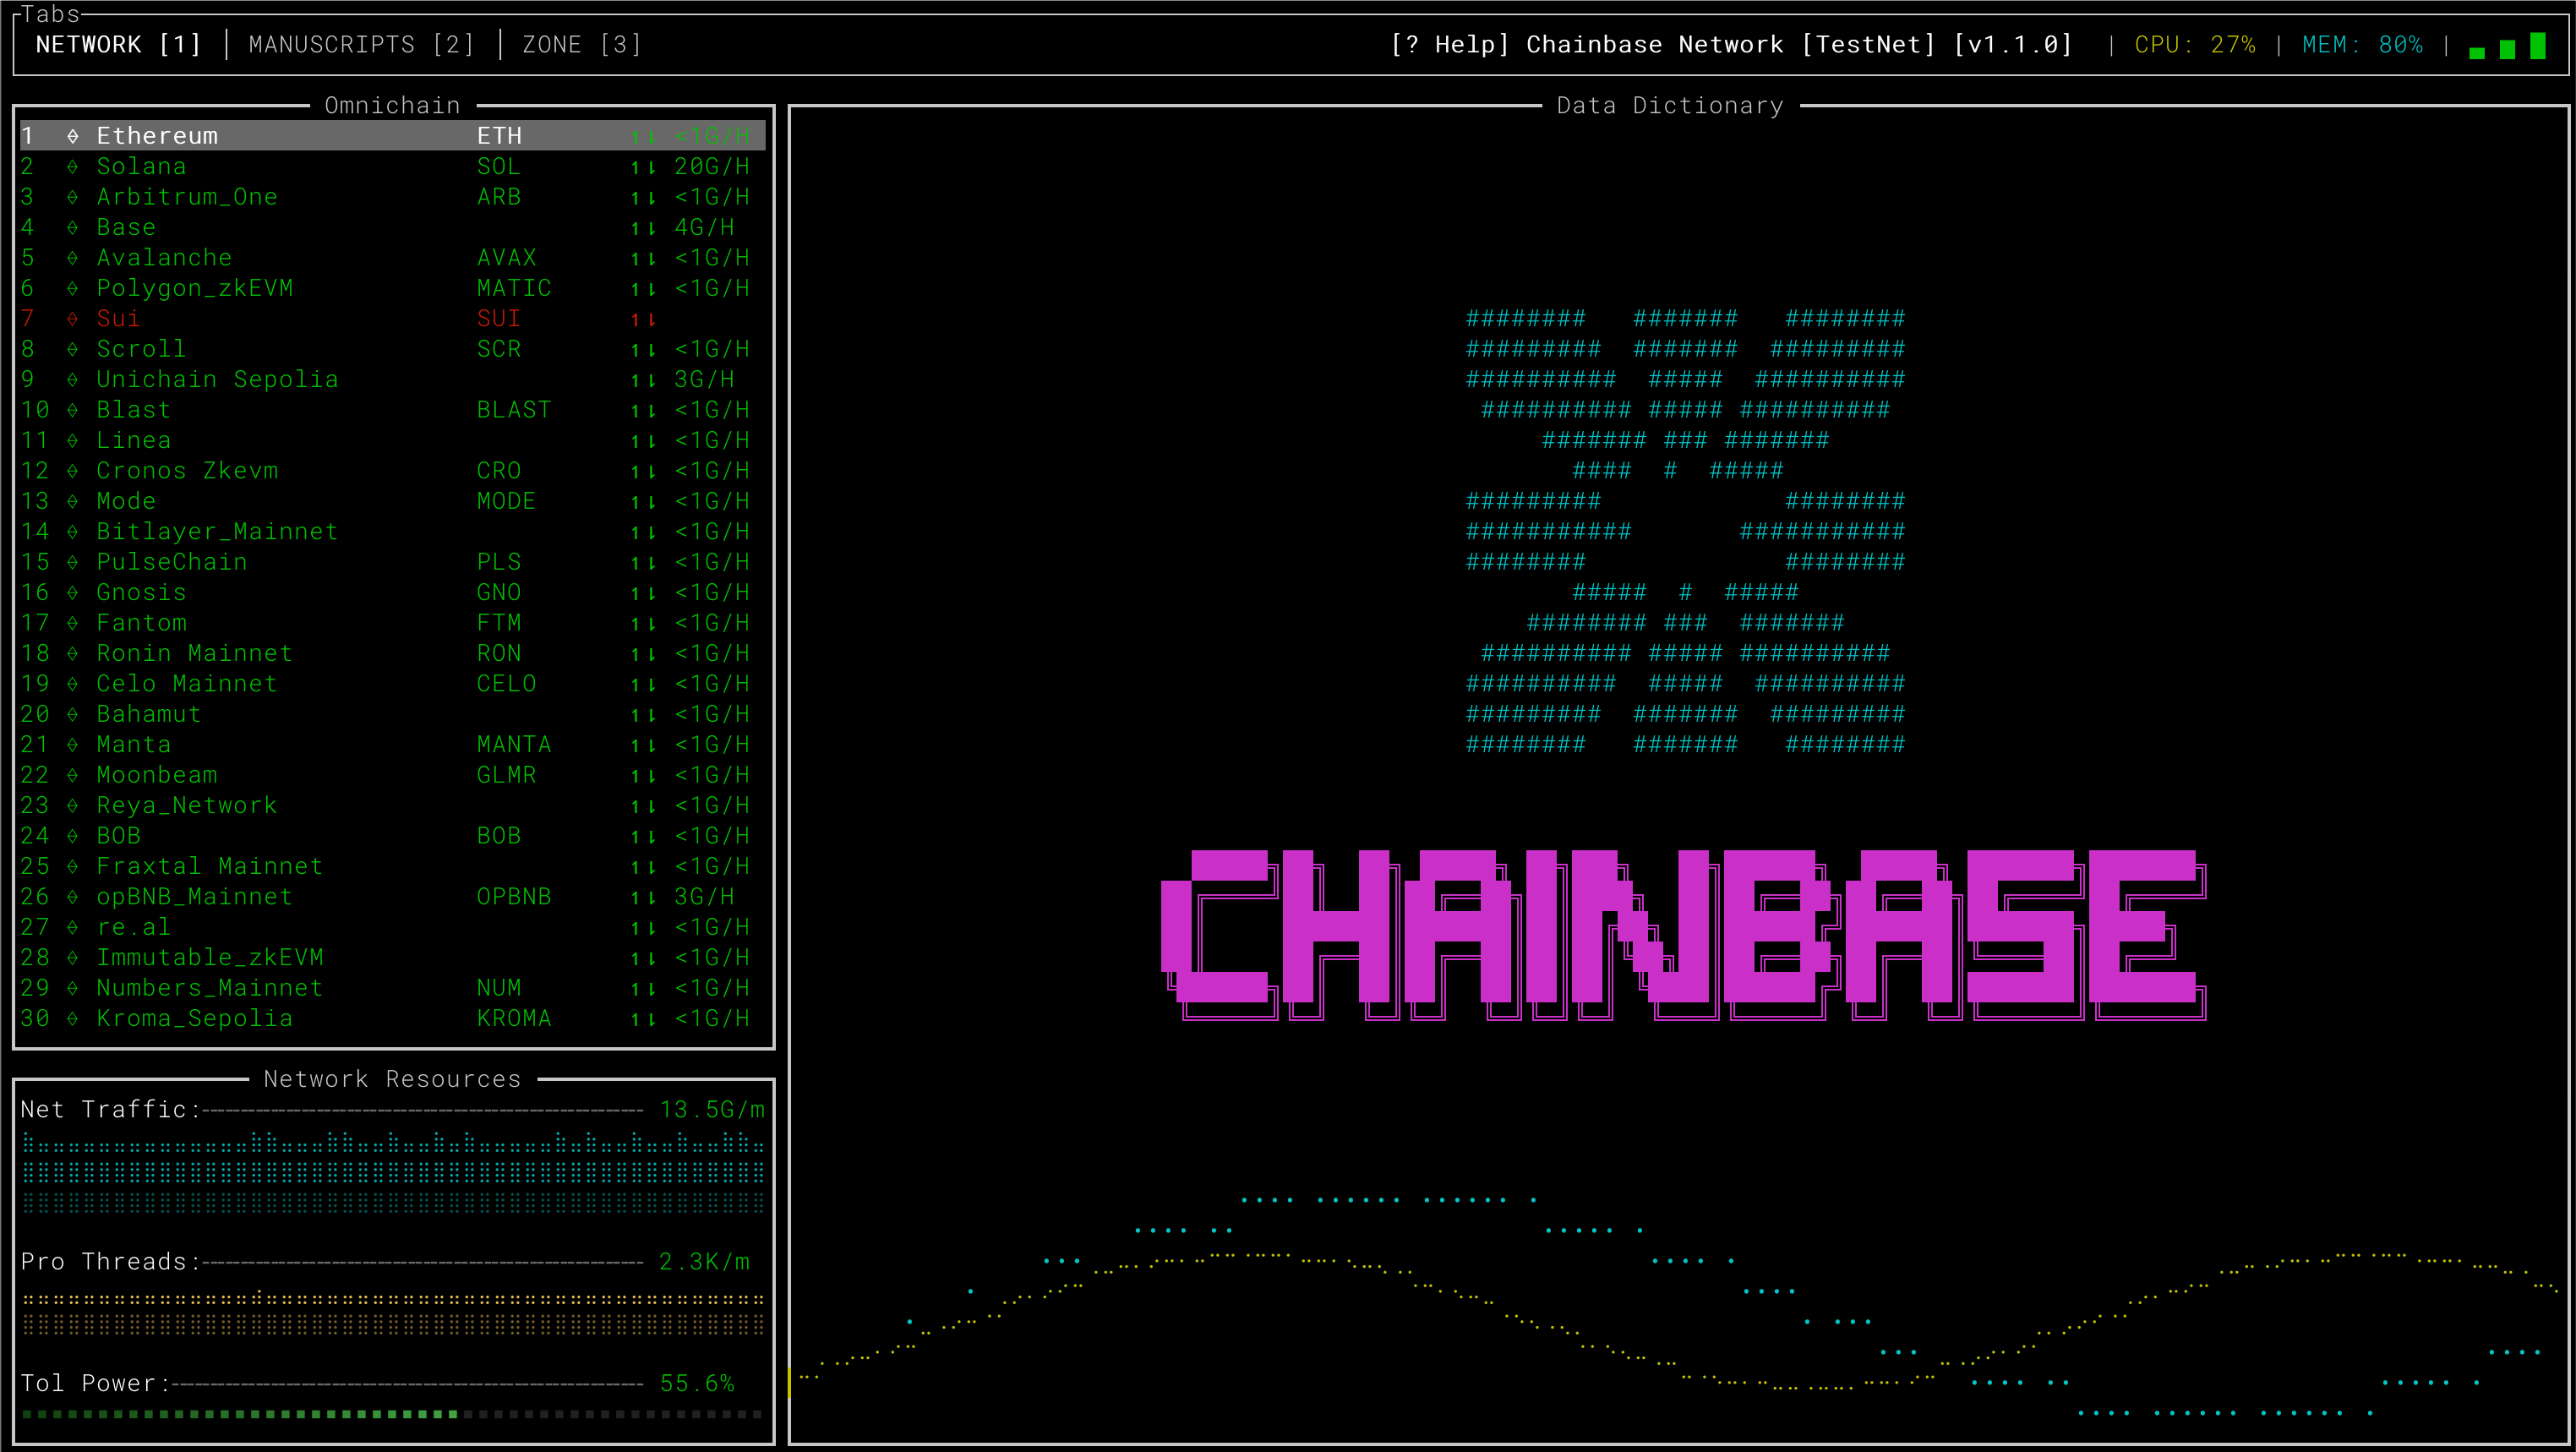 Tabs
NETWORK [1] │ MANUSCRIPTS [2] │ ZONE [3]
[? Help] Chainbase Network [TestNet] [v1.1.0] | CPU: 27% | MEM: 80% |
Omnichain
1 Ethereum ETH <1G/H
2 Solana SOL 20G/H
3 Arbitrum_One ARB <1G/H
4 Base 4G/H
5 Avalanche AVAX <1G/H
6 Polygon_zkEVM MATIC <1G/H
7 Sui SUI
8 Scroll SCR <1G/H
9 Unichain Sepolia 3G/H
10 Blast BLAST <1G/H
11 Linea <1G/H
12 Cronos Zkevm CRO <1G/H
13 Mode MODE <1G/H
14 Bitlayer_Mainnet <1G/H
15 PulseChain PLS <1G/H
16 Gnosis GNO <1G/H
17 Fantom FTM <1G/H
18 Ronin Mainnet RON <1G/H
19 Celo Mainnet CELO <1G/H
20 Bahamut <1G/H
21 Manta MANTA <1G/H
22 Moonbeam GLMR <1G/H
23 Reya_Network <1G/H
24 BOB BOB <1G/H
25 Fraxtal Mainnet <1G/H
26 opBNB_Mainnet OPBNB 3G/H
27 re.al <1G/H
28 Immutable_zkEVM <1G/H
29 Numbers_Mainnet NUM <1G/H
30 Kroma_Sepolia KROMA <1G/H
Network Resources
Net Traffic: 13.5G/m
Pro Threads: 2.3K/m
Tol Power: 55.6%
Data Dictionary
CHAINBASE